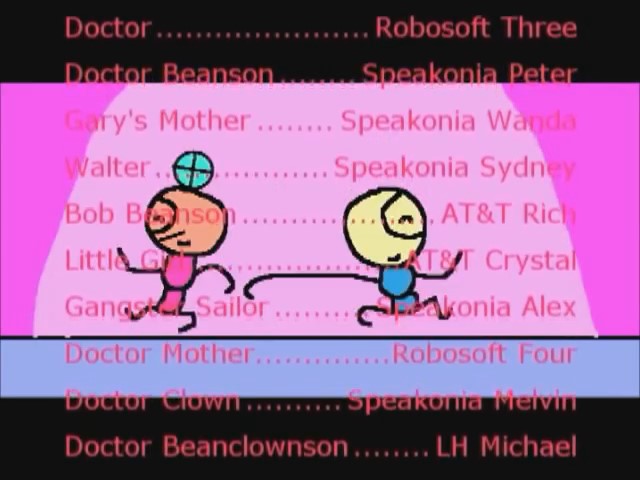 Doctor...................... Robosoft Three
Doctor Beanson........ Speakonia Peter
Gary's Mother ........ Speakonia Wanda
Walter.................. Speakonia Sydney
Bob Beanson.................... AT&T Rich
Little Girl.................... AT&T Crystal
Gangster Sailor.......... Speakonia Alex
Doctor Mother..............Robosoft Four
Doctor Clown.......... Speakonia Melvin
Doctor Beanclownson........ LH Michael